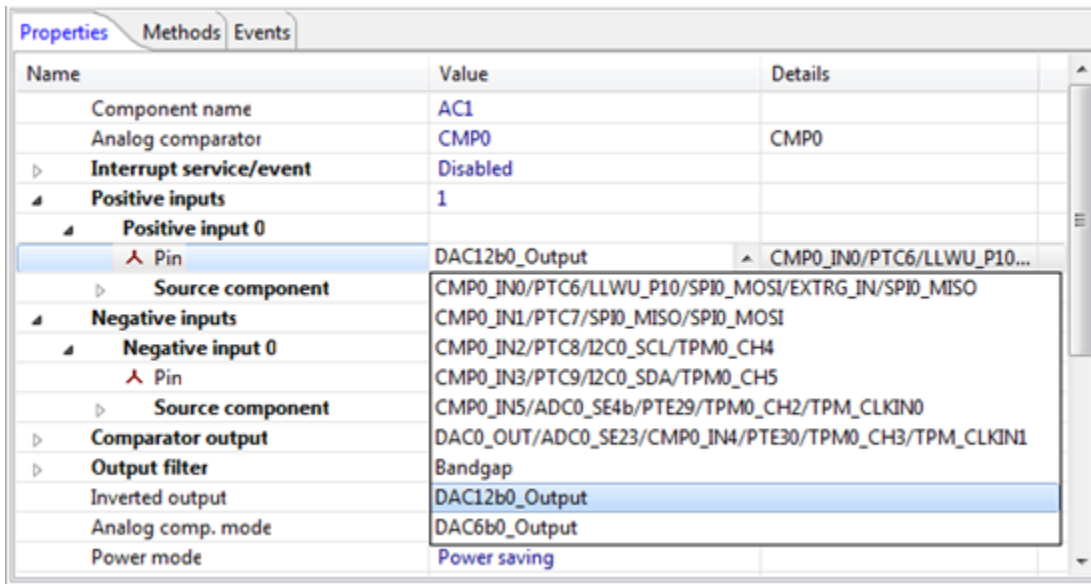 Properties Methods Events
Name Value Details
Component name AC1
Analog comparator CMP0 CMP0
Interrupt service/event Disabled
Positive inputs 1
Positive input 0
Pin DAC12b0_Output CMP0_IN0/PTC6/LLWU_P10...
Source component CMP0_IN0/PTC6/LLWU_P10/SPI0_MOSI/EXTRG_IN/SPI0_MISO
Negative inputs CMP0_IN1/PTC7/SPI0_MISO/SPI0_MOSI
Negative input 0 CMP0_IN2/PTC8/I2C0_SCL/TPM0_CH4
Pin CMP0_IN3/PTC9/I2C0_SDA/TPM0_CH5
Source component CMP0_IN5/ADC0_SE4b/PTE29/TPM0_CH2/TPM_CLKIN0
Comparator output DAC0_OUT/ADC0_SE23/CMP0_IN4/PTE30/TPM0_CH3/TPM_CLKIN1
Output filter Bandgap
Inverted output DAC12b0_Output
Analog comp. mode DAC6b0_Output
Power mode Power saving